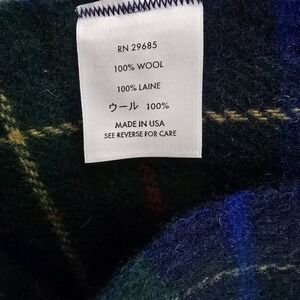 RN 29685
100% WOOL
100% LAINE
ウール 100%
MADE IN USA
SEE REVERSE FOR CARE